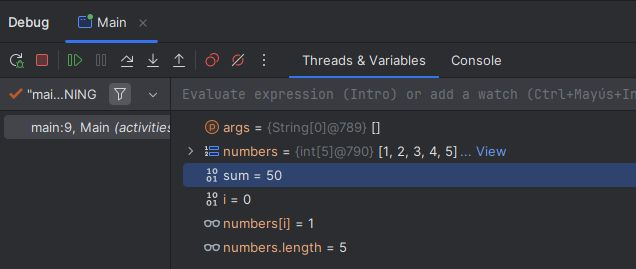 Debug Main
Threads & Variables Console
"mai...NING Evaluate expression (Intro) or add a watch (Ctrl+Mayús+In
main:9, Main (activities
args = {String[0]@789} []
numbers = {int[5]@790} [1, 2, 3, 4, 5] ... View
sum = 50
i = 0
numbers[i] = 1
numbers.length = 5